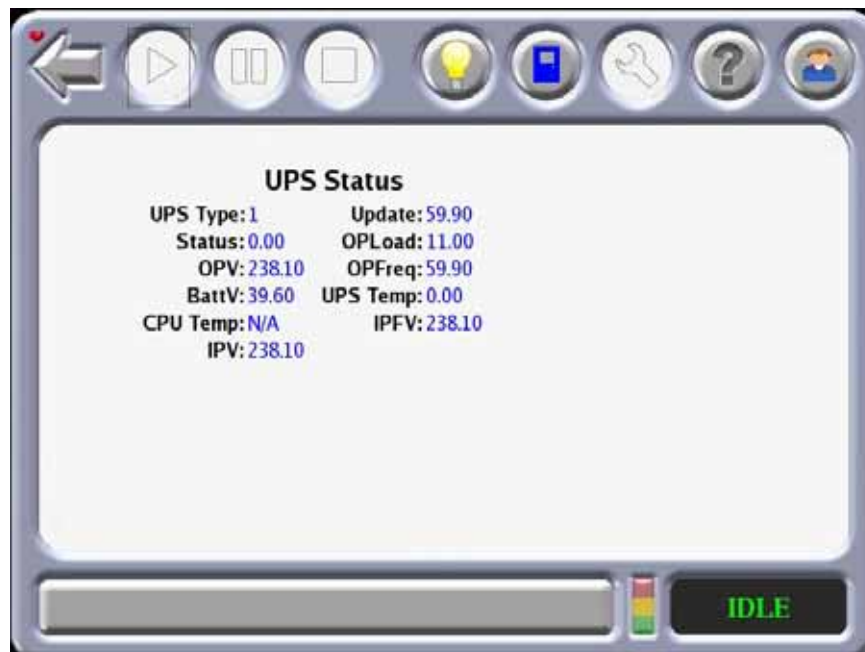 UPS Status
UPS Type: 1 Update: 59.90
Status: 0.00 OPLoad: 11.00
OPV: 238.10 OPFreq: 59.90
BattV: 39.60 UPS Temp: 0.00
CPU Temp: N/A IPFV: 238.10
IPV: 238.10
?
IDLE